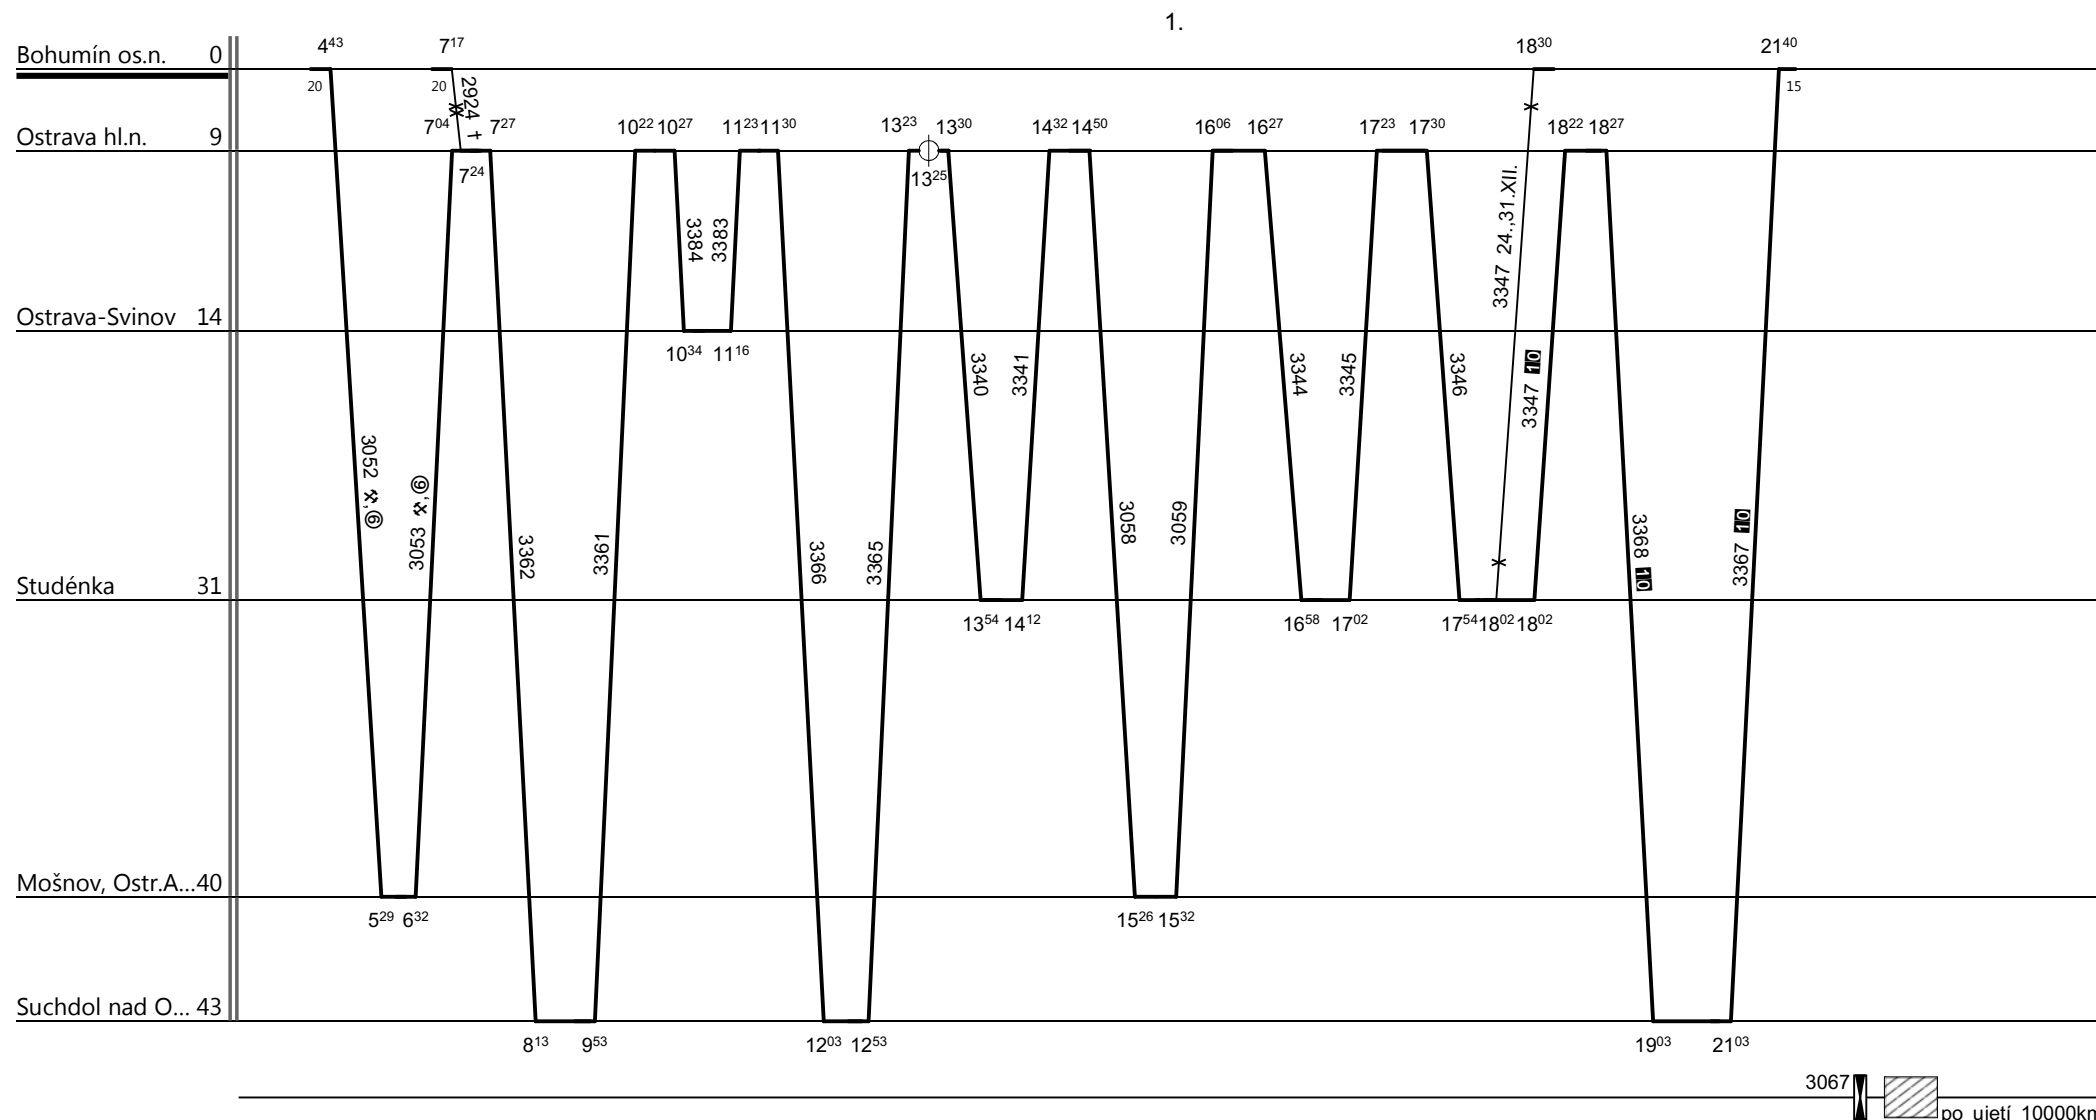 1.
4⁴³ 7¹⁷ 18³⁰ 21⁴⁰
Bohumín os.n. 0
20 20 15
2924 †
7⁰⁴ 7²⁷ 10²² 10²⁷ 11²³ 11³⁰ 13²³ 13³⁰ 14³² 14⁵⁰ 16⁰⁶ 16²⁷ 17²³ 17³⁰ 18²² 18²⁷
Ostrava hl.n. 9
7²⁴ 13²⁵
3384 3383 3347 24.,31.XII.
Ostrava-Svinov 14
10³⁴ 11¹⁶
3340 3341 3344 3345 3346 3347 10
3052 ⚒,⑥ 3053 ⚒,⑥ 3362 3361 3366 3365 3058 3059 3368 10 3367 10
Studénka 31
13⁵⁴ 14¹² 16⁵⁸ 17⁰² 17⁵⁴ 18⁰² 18⁰²
Mošnov, Ostr.A... 40
5²⁹ 6³² 15²⁶ 15³²
Suchdol nad O... 43
8¹³ 9⁵³ 12⁰³ 12⁵³ 19⁰³ 21⁰³
3067
po ujetí 10000km